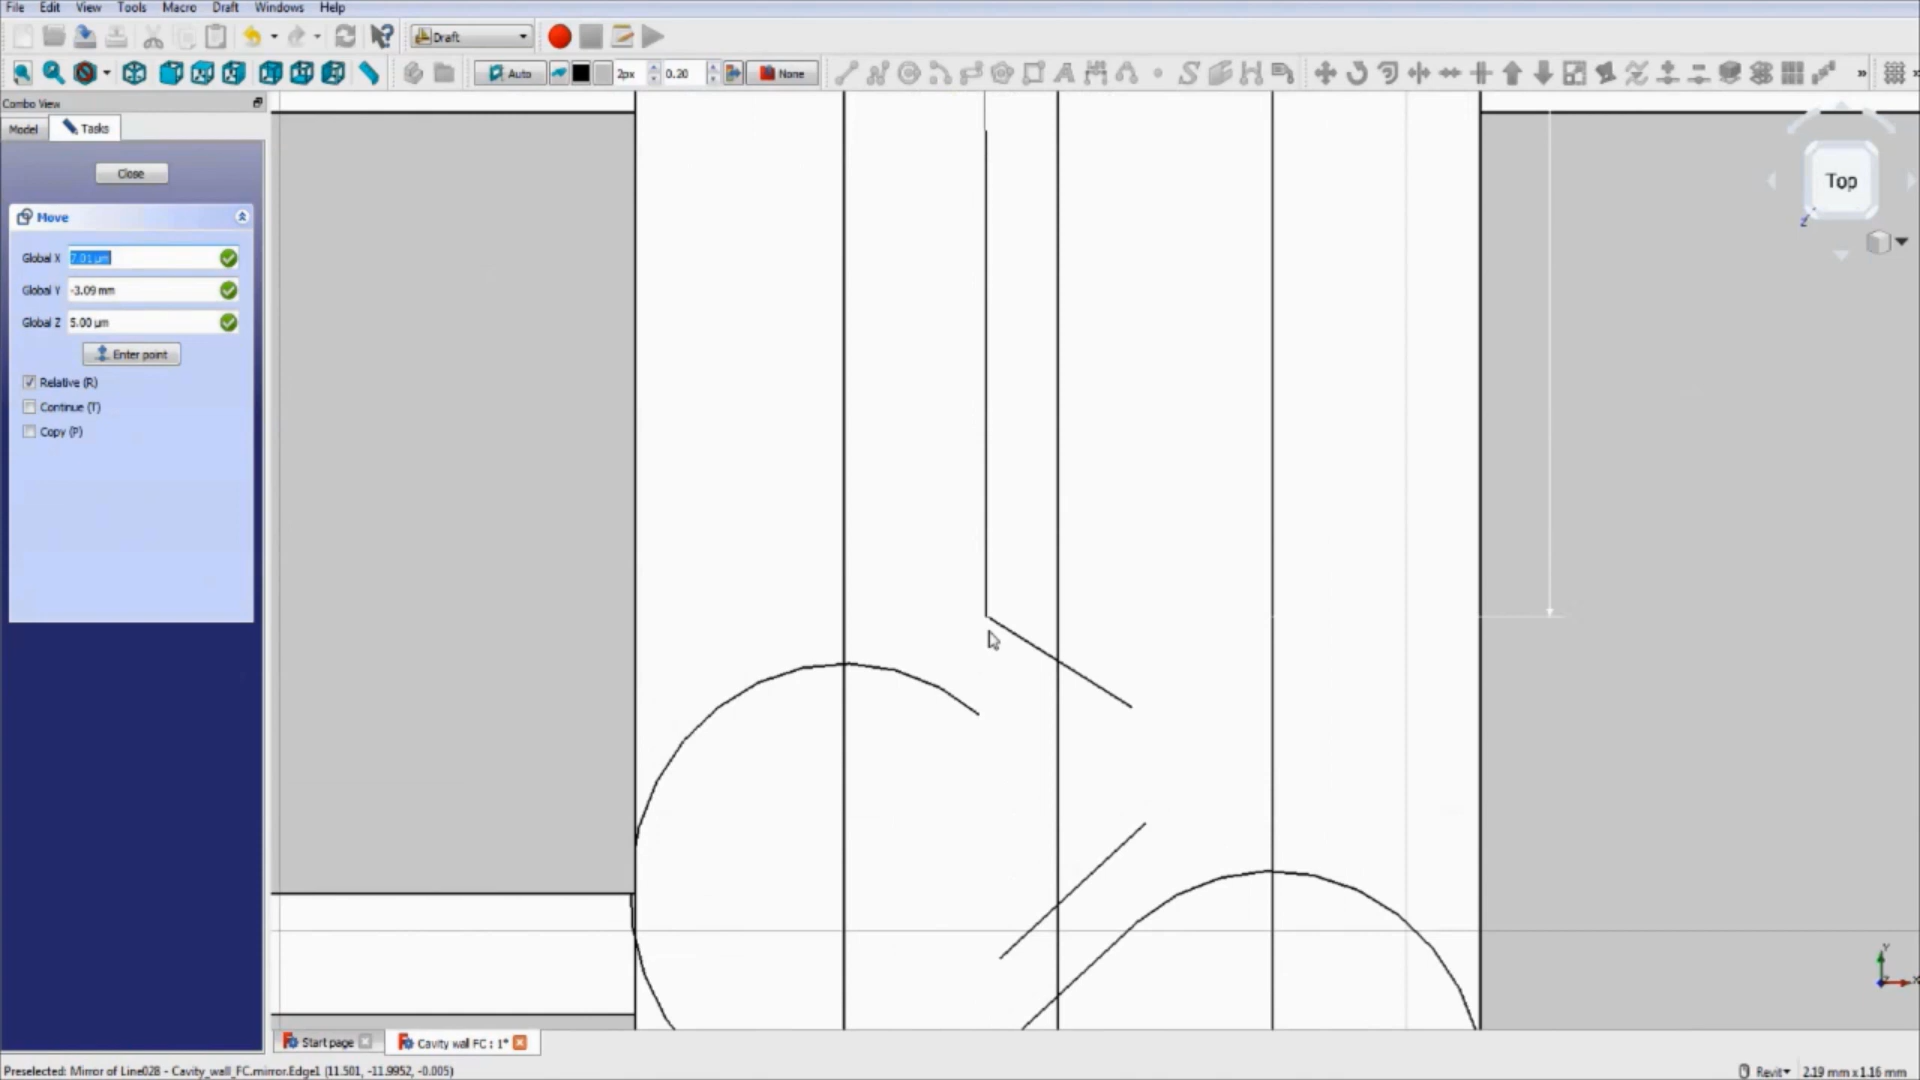 File Edit View Tools Macro Draft Windows Help
Draft
Auto 2px 0.20 None
Combo View
Model Tasks
Close
Move
Global X 7.01 µm
Global Y -3.09 mm
Global Z 5.00 µm
Enter point
Relative (R)
Continue (T)
Copy (P)
Top
Z
Y
X
Start page Cavity wall FC : 1*
Preselected: Mirror of Line028 - Cavity_wall_FC.mirror.Edge1 (11.501, -11.9952, -0.005) Revit 2.19 mm x 1.16 mm